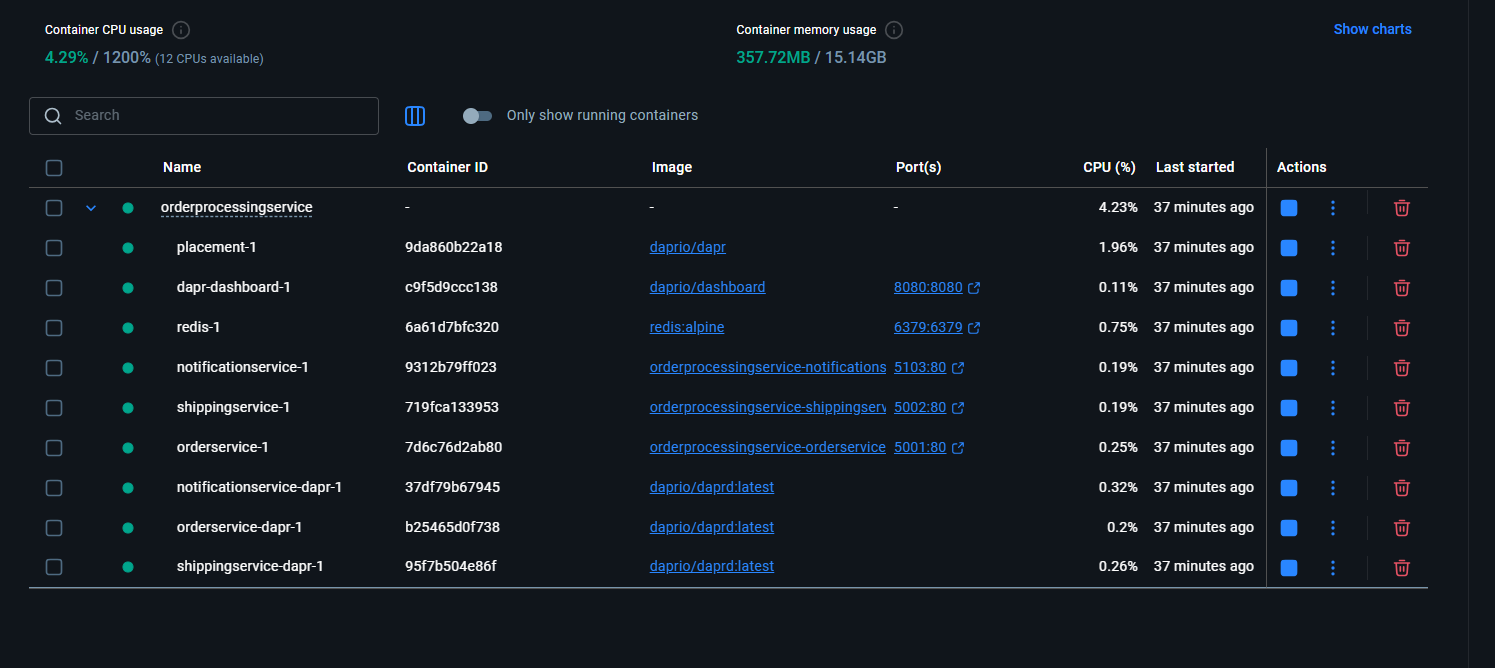 Container CPU usage
4.29% / 1200% (12 CPUs available)
Container memory usage
357.72MB / 15.14GB
Show charts
Search
Only show running containers
Name Container ID Image Port(s) CPU (%) Last started Actions
orderprocessingservice - - - 4.23% 37 minutes ago
placement-1 9da860b22a18 daprio/dapr 1.96% 37 minutes ago
dapr-dashboard-1 c9f5d9ccc138 daprio/dashboard 8080:8080 0.11% 37 minutes ago
redis-1 6a61d7bfc320 redis:alpine 6379:6379 0.75% 37 minutes ago
notificationservice-1 9312b79ff023 orderprocessingservice-notifications 5103:80 0.19% 37 minutes ago
shippingservice-1 719fca133953 orderprocessingservice-shippingserv 5002:80 0.19% 37 minutes ago
orderservice-1 7d6c76d2ab80 orderprocessingservice-orderservice 5001:80 0.25% 37 minutes ago
notificationservice-dapr-1 37df79b67945 daprio/daprd:latest 0.32% 37 minutes ago
orderservice-dapr-1 b25465d0f738 daprio/daprd:latest 0.2% 37 minutes ago
shippingservice-dapr-1 95f7b504e86f daprio/daprd:latest 0.26% 37 minutes ago